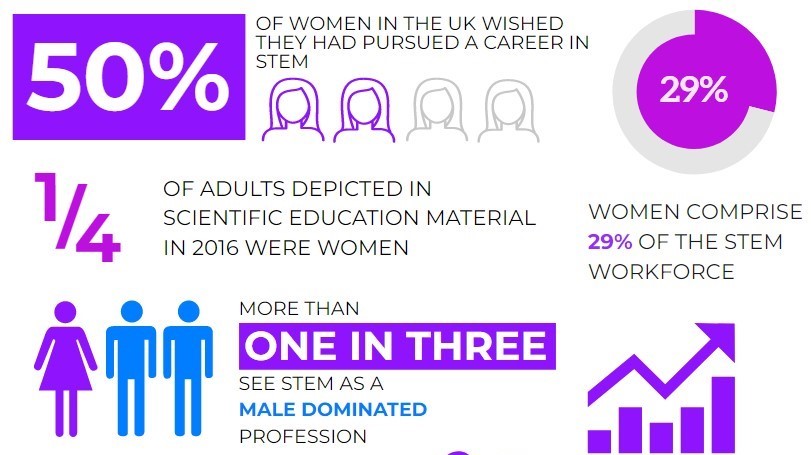 50%
OF WOMEN IN THE UK WISHED
THEY HAD PURSUED A CAREER IN
STEM
29%
1/4
OF ADULTS DEPICTED IN
SCIENTIFIC EDUCATION MATERIAL
IN 2016 WERE WOMEN
WOMEN COMPRISE
29% OF THE STEM
WORKFORCE
MORE THAN
ONE IN THREE
SEE STEM AS A
MALE DOMINATED
PROFESSION